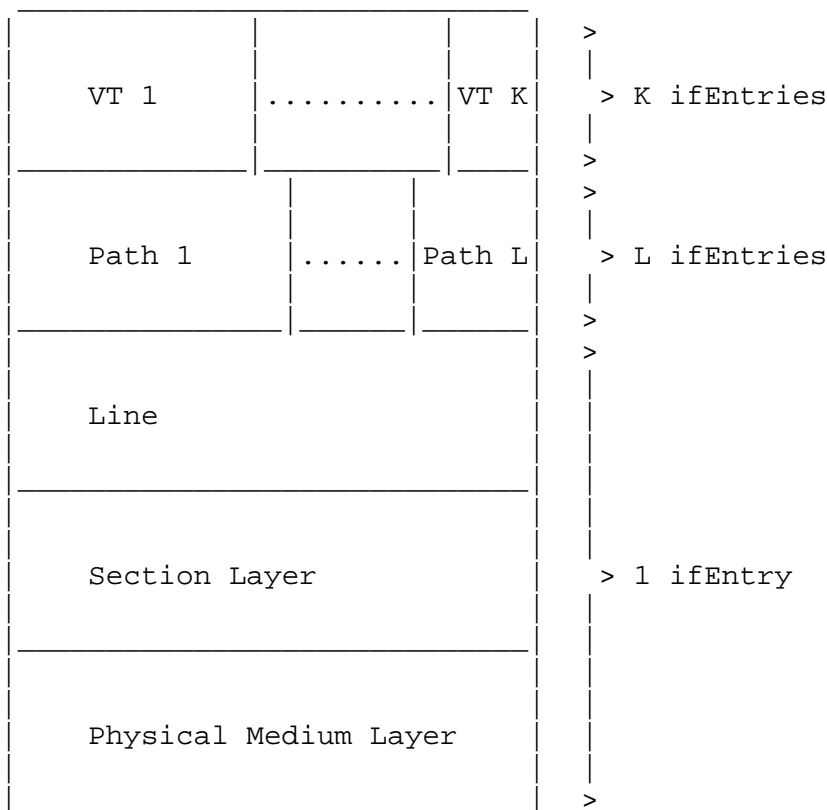 VT 1 .......... VT K > K ifEntries
Path 1 ...... Path L > L ifEntries
Line
Section Layer > 1 ifEntry
Physical Medium Layer